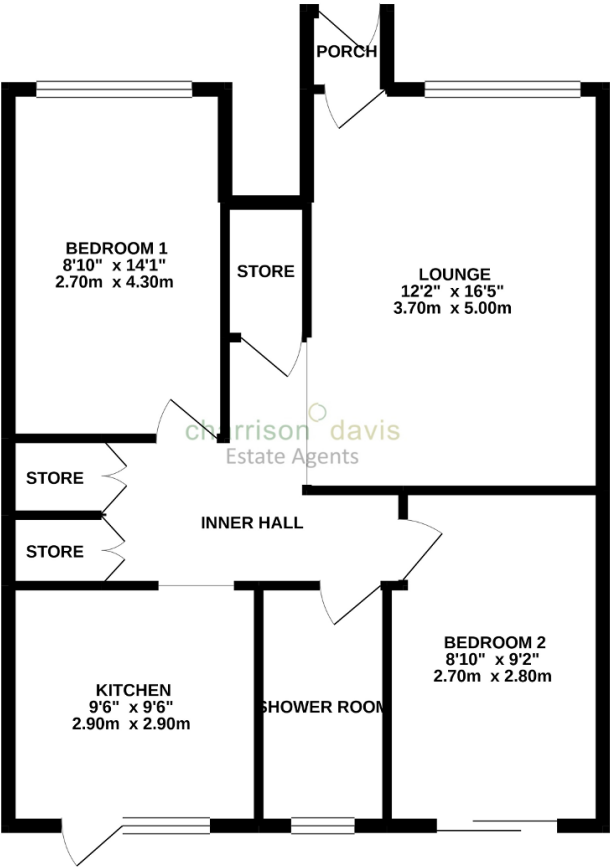 PORCH
BEDROOM 1
8'10" x 14'1"
2.70m x 4.30m
STORE
LOUNGE
12'2" x 16'5"
3.70m x 5.00m
charrison davis
Estate Agents
STORE
INNER HALL
STORE
BEDROOM 2
8'10" x 9'2"
2.70m x 2.80m
KITCHEN
9'6" x 9'6"
2.90m x 2.90m
SHOWER ROOM